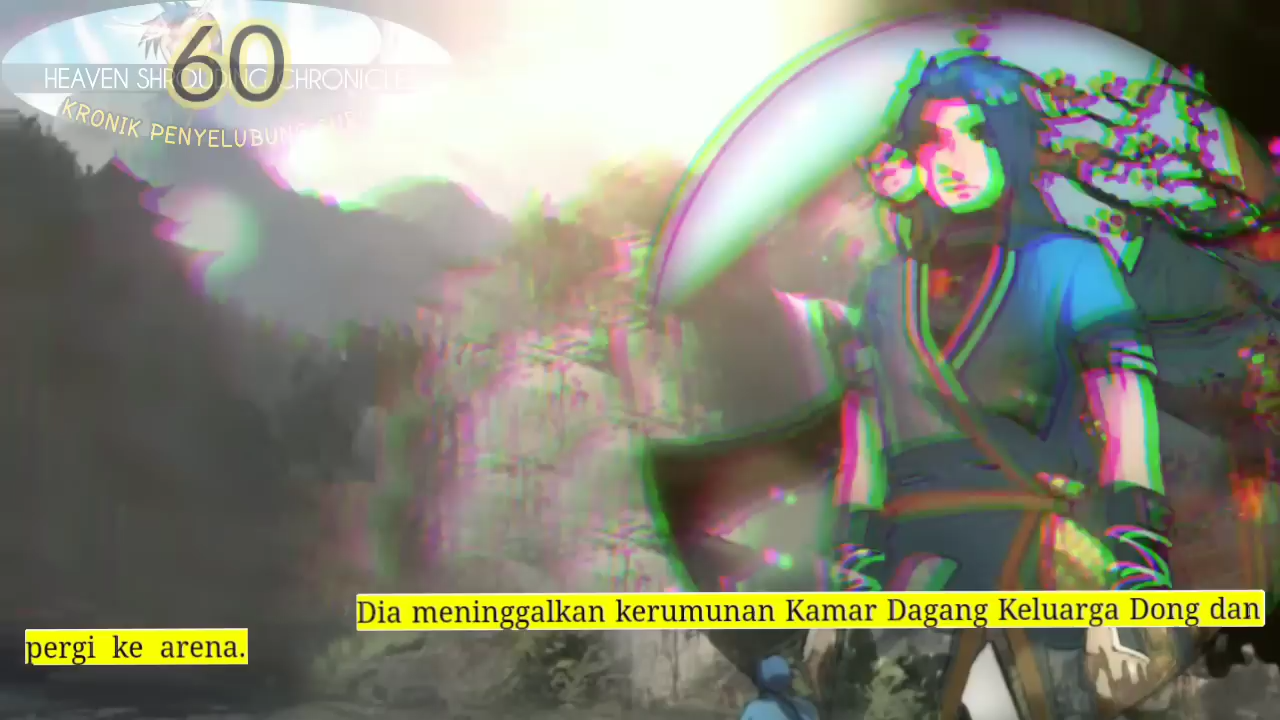 60
HEAVEN SHROUDING CHRONICLE
KRONIK PENYELUBUNG
Dia meninggalkan kerumunan Kamar Dagang Keluarga Dong dan
pergi ke arena.